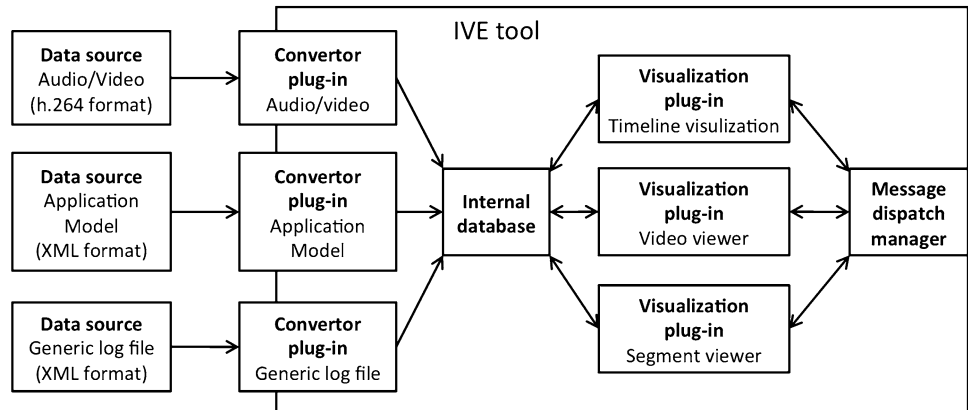 IVE tool
Data source
Audio/Video
(h.264 format)
Convertor
plug-in
Audio/video
Data source
Application
Model
(XML format)
Convertor
plug-in
Application
Model
Data source
Generic log file
(XML format)
Convertor
plug-in
Generic log file
Internal
database
Visualization
plug-in
Timeline visulization
Visualization
plug-in
Video viewer
Visualization
plug-in
Segment viewer
Message
dispatch
manager